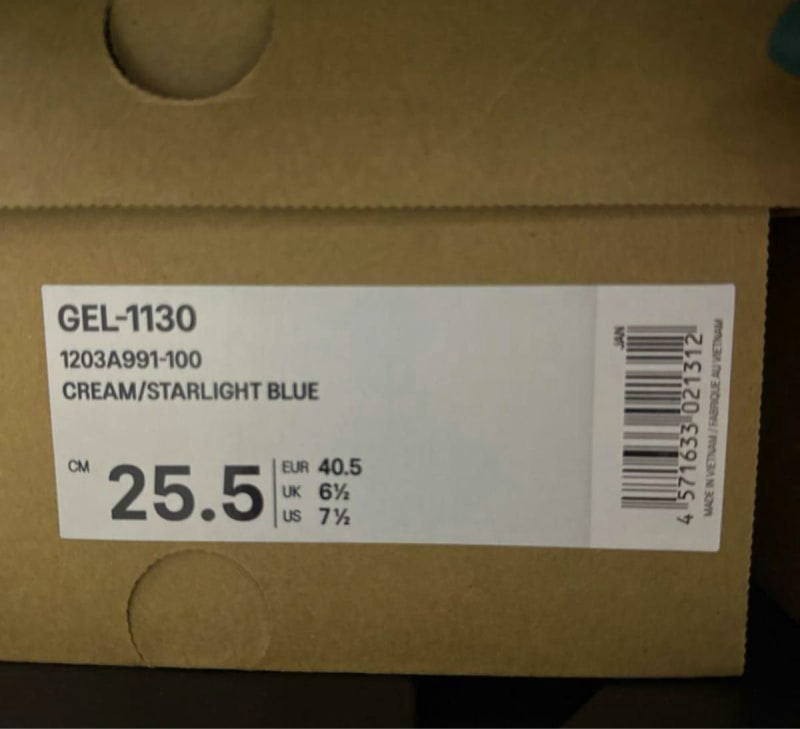 GEL-1130
1203A991-100
CREAM/STARLIGHT BLUE
CM 25.5
EUR 40.5
UK 6½
US 7½
JAN
4 571633 021312
MADE IN VIETNAM / FABRIQUE AU VIETNAM